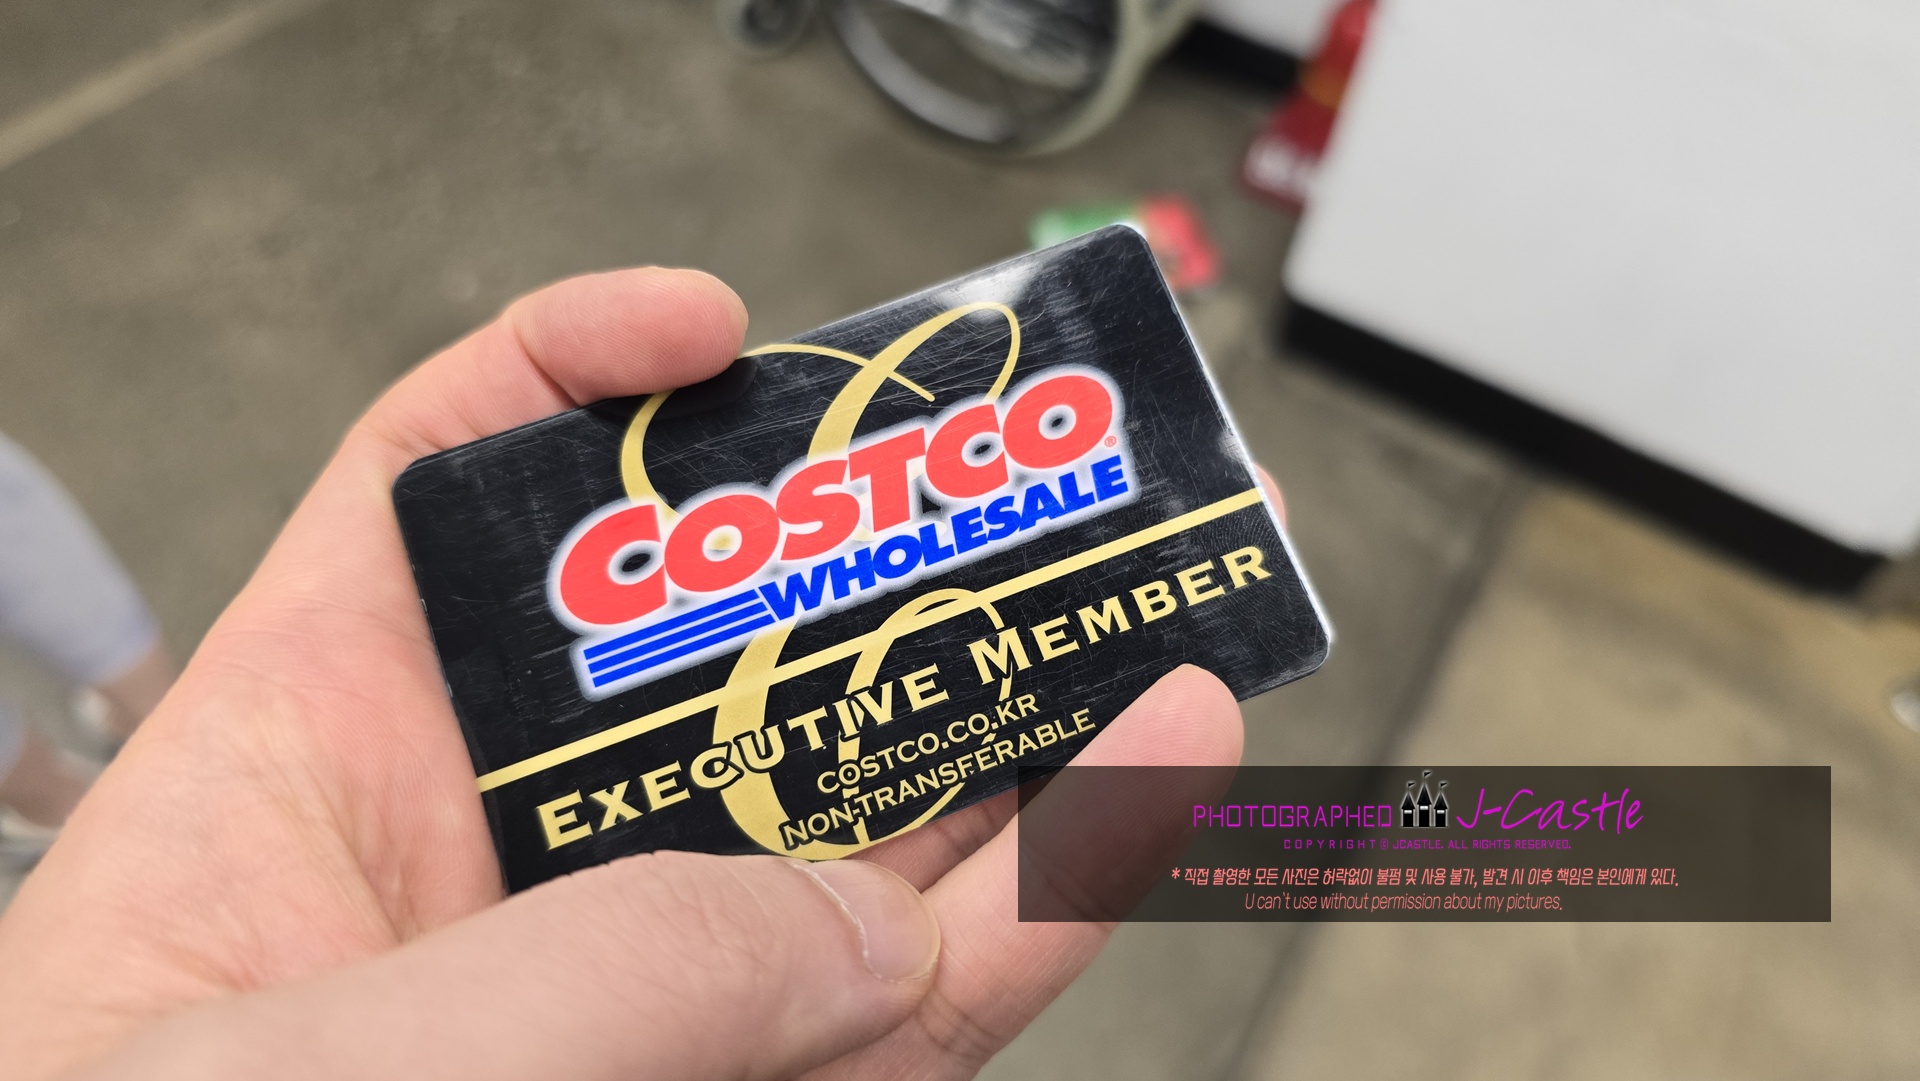 COSTCO®
WHOLESALE
EXECUTIVE MEMBER
COSTCO.CO.KR
NON-TRANSFERABLE
PHOTOGRAPHED J-Castle
COPYRIGHT © JCASTLE. ALL RIGHTS RESERVED.
* 직접 촬영한 모든 사진은 허락없이 불펌 및 사용 불가, 발견 시 이후 책임은 본인에게 있다.
U can't use without permission about my pictures.